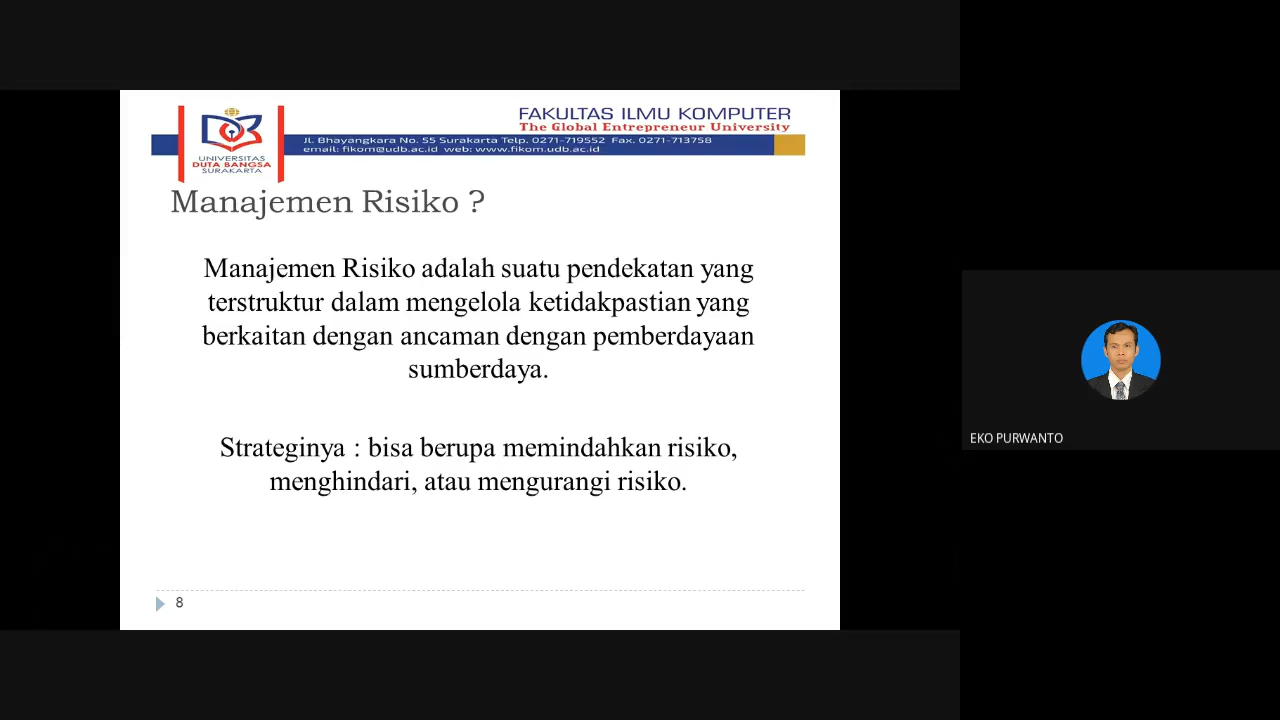 FAKULTAS ILMU KOMPUTER
The Global Entrepreneur University
Jl. Bhayangkara No. 55 Surakarta Telp. 0271-719552 Fax. 0271-713758
email: fikom@udb.ac.id web: www.fikom.udb.ac.id
UNIVERSITAS
DUTA BANGSA
SURAKARTA
Manajemen Risiko ?
Manajemen Risiko adalah suatu pendekatan yang
terstruktur dalam mengelola ketidakpastian yang
berkaitan dengan ancaman dengan pemberdayaan
sumberdaya.
Strateginya : bisa berupa memindahkan risiko,
menghindari, atau mengurangi risiko.
8
EKO PURWANTO